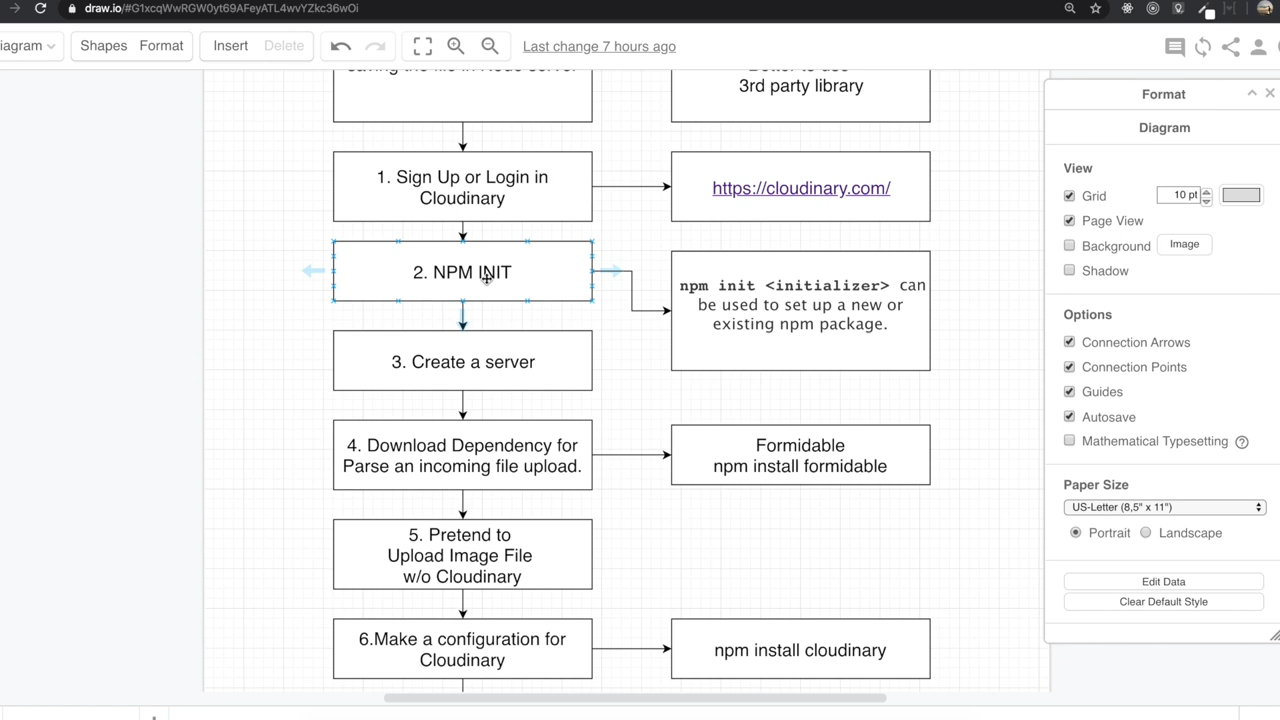 draw.io/#G1xcqWwRGW0yt69AFeyATL4wvYZkc36wOi
iagram
Shapes
Format
Insert
Delete
Last change 7 hours ago
saving the file in Node server
Better to use
3rd party library
1. Sign Up or Login in
Cloudinary
https://cloudinary.com/
2. NPM INIT
npm init <initializer> can
be used to set up a new or
existing npm package.
3. Create a server
4. Download Dependency for
Parse an incoming file upload.
Formidable
npm install formidable
5. Pretend to
Upload Image File
w/o Cloudinary
6.Make a configuration for
Cloudinary
npm install cloudinary
Format
Diagram
View
Grid
10 pt
Page View
Background
Image
Shadow
Options
Connection Arrows
Connection Points
Guides
Autosave
Mathematical Typesetting
Paper Size
US-Letter (8,5" x 11")
Portrait
Landscape
Edit Data
Clear Default Style